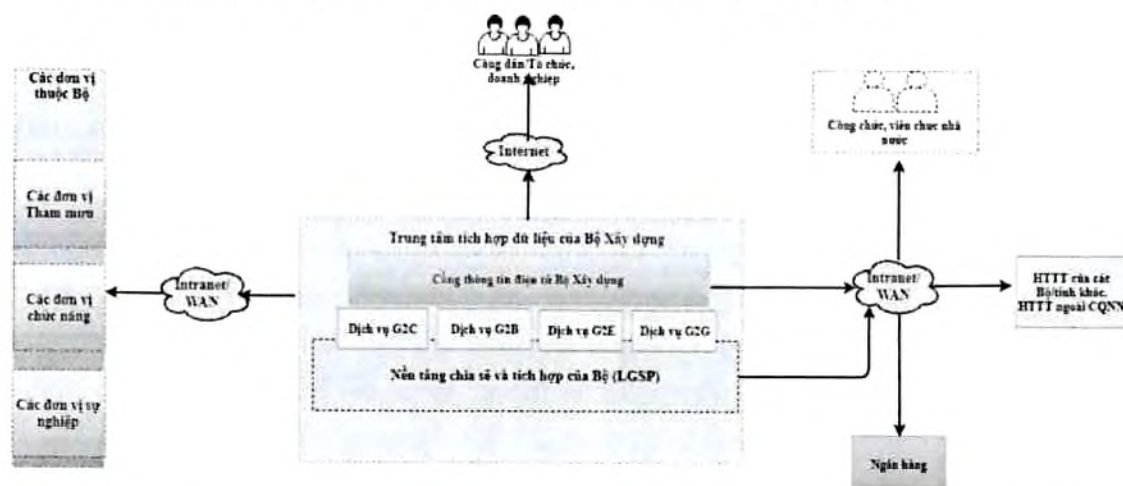 Công dân/Tổ chức,
doanh nghiệp
Internet
Các đơn vị
thuộc Bộ
Các đơn vị
Tham mưu
Các đơn vị
chức năng
Các đơn vị sự
nghiệp
Intranet/
WAN
Trung tâm tích hợp dữ liệu của Bộ Xây dựng
Cổng thông tin điện tử Bộ Xây dựng
Dịch vụ G2C
Dịch vụ G2B
Dịch vụ G2E
Dịch vụ G2G
Nền tảng chia sẻ và tích hợp của Bộ (LGSP)
Công chức, viên chức nhà
nước
Intranet/
WAN
HTTT của các
Bộ/tỉnh khác.
HTTT ngoài CQNN
Ngân hàng